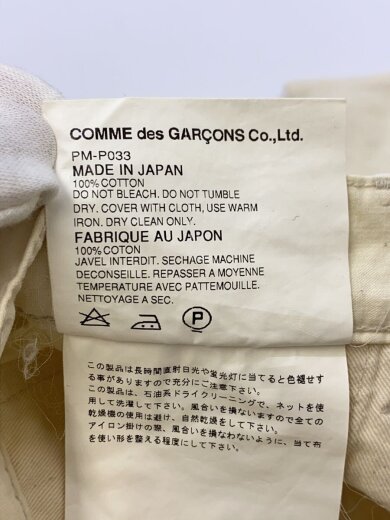 COMME des GARÇONS Co.,Ltd.
PM-P033
MADE IN JAPAN
100% COTTON
DO NOT BLEACH. DO NOT TUMBLE
DRY. COVER WITH CLOTH, USE WARM
IRON. DRY CLEAN ONLY.
FABRIQUE AU JAPON
100% COTON
JAVEL INTERDIT. SECHAGE MACHINE
DECONSEILLE. REPASSER A MOYENNE
TEMPERATURE AVEC PATTEMOUILLE.
NETTOYAGE A SEC.
P
この製品は長時間直射日光や蛍光灯に当てると色褪せす
る事がありますので充分にご注意下さい。
この製品は、石油系ドライクリーニングで、ネットを使
用して洗濯して下さい。風合いを損ないますので全ての
乾燥機の使用は避け、自然乾燥をして下さい。
アイロン掛けの際、風合いを損わないように、当て布
を使い形を整える程度にして下さい。